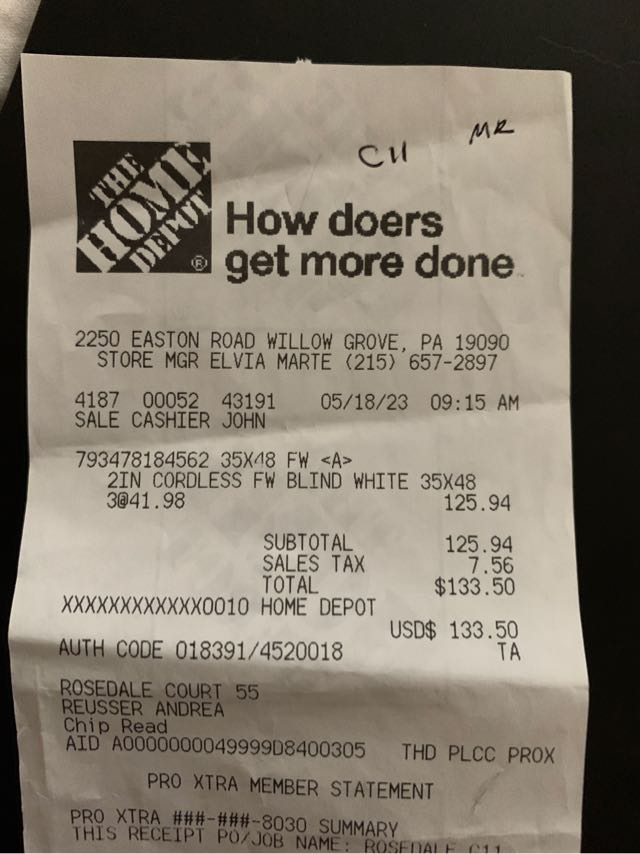 C11 MR
THE
HOME
DEPOT
®
How doers
get more done
2250 EASTON ROAD WILLOW GROVE, PA 19090
STORE MGR ELVIA MARTE (215) 657-2897
4187 00052 43191 05/18/23 09:15 AM
SALE CASHIER JOHN
793478184562 35X48 FW <A>
2IN CORDLESS FW BLIND WHITE 35X48
3@41.98 125.94
SUBTOTAL 125.94
SALES TAX 7.56
TOTAL $133.50
XXXXXXXXXXXX0010 HOME DEPOT
USD$ 133.50
AUTH CODE 018391/4520018 TA
ROSEDALE COURT 55
REUSSER ANDREA
Chip Read
AID A0000000049999D8400305 THD PLCC PROX
PRO XTRA MEMBER STATEMENT
PRO XTRA ###-###-8030 SUMMARY
THIS RECEIPT PO/JOB NAME: ROSEDALE C11